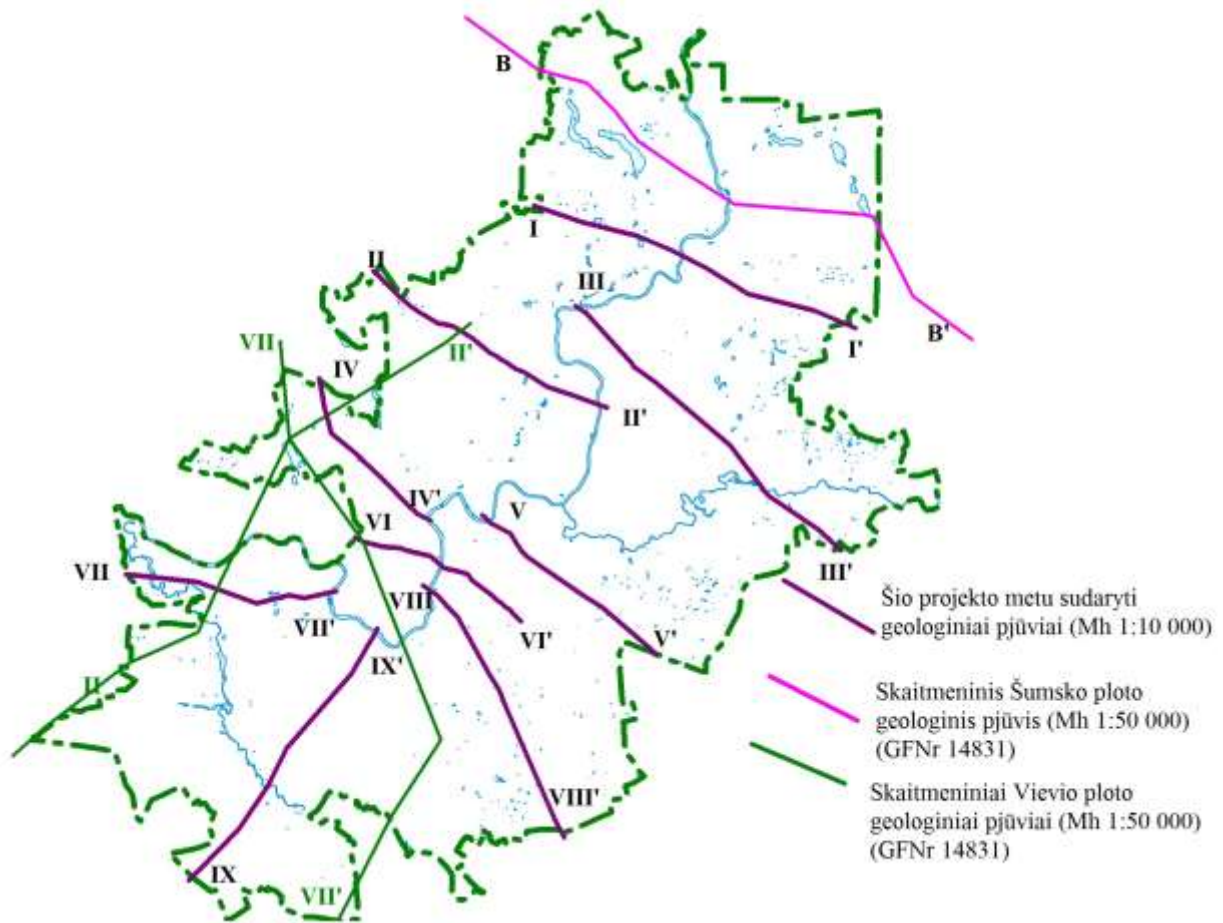 B
I
II
III
VII
II'
I'
B'
IV
II'
IV'
V
VI
III'
VII
VIII
VII'
VI'
V'
IX'
II
VIII'
IX
VII'
Šio projekto metu sudaryti
geologiniai pjūviai (Mh 1:10 000)
Skaitmeninis Šumsko ploto
geologinis pjūvis (Mh 1:50 000)
(GFNr 14831)
Skaitmeniniai Vievio ploto
geologiniai pjūviai (Mh 1:50 000)
(GFNr 14831)